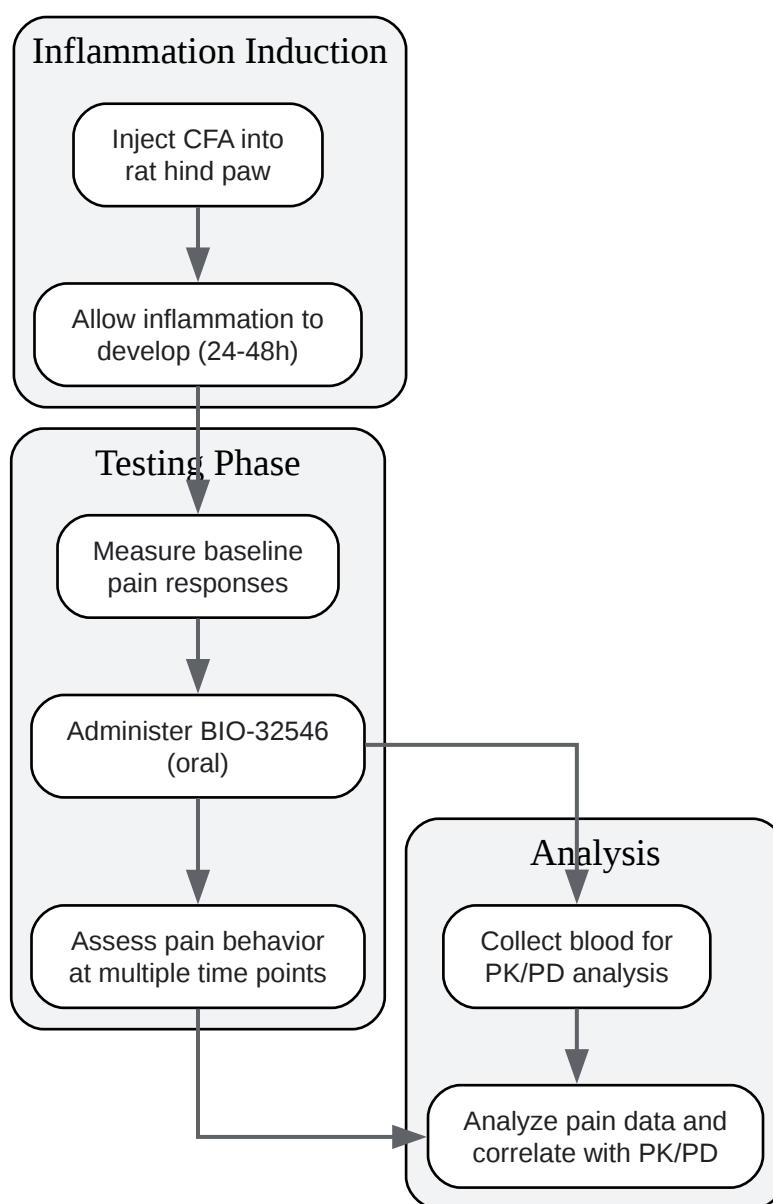 Inflammation Induction
Inject CFA into
rat hind paw
Allow inflammation to
develop (24-48h)
Testing Phase
Measure baseline
pain responses
Administer BIO-32546
(oral)
Assess pain behavior
at multiple time points
Analysis
Collect blood for
PK/PD analysis
Analyze pain data and
correlate with PK/PD